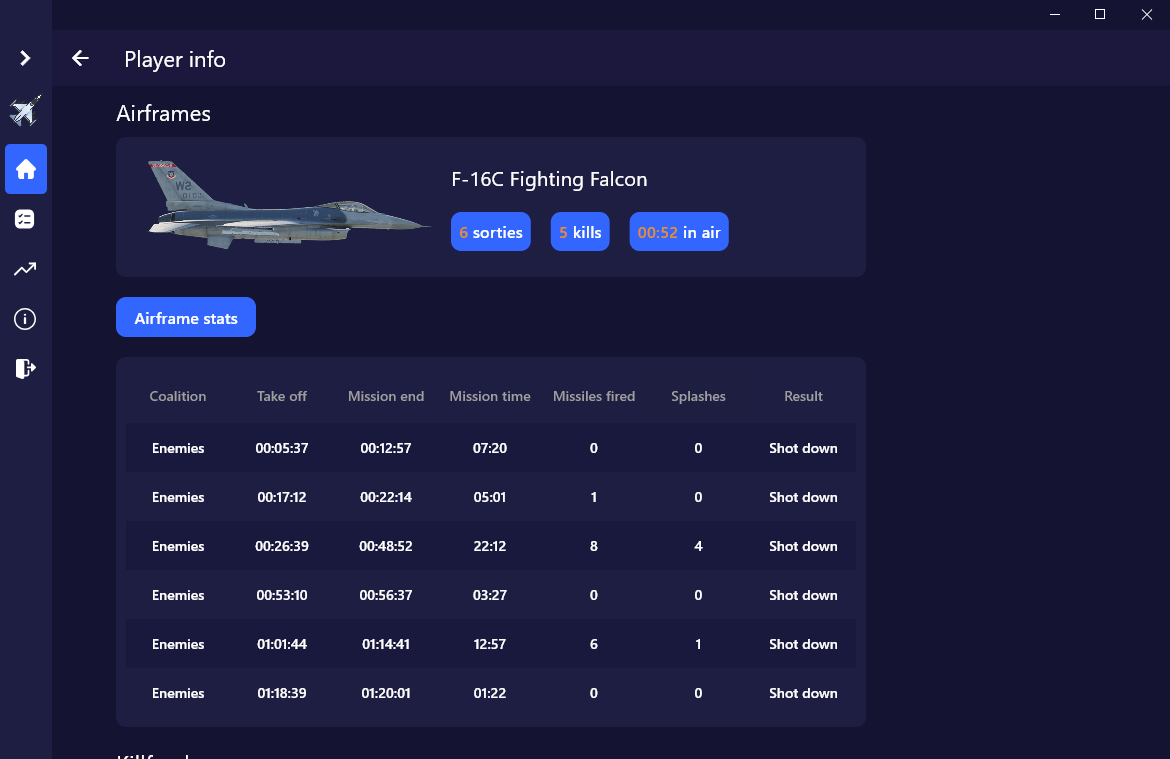 Player info
Airframes
F-16C Fighting Falcon
6 sorties 5 kills 00:52 in air
Airframe stats
Coalition Take off Mission end Mission time Missiles fired Splashes Result
Enemies 00:05:37 00:12:57 07:20 0 0 Shot down
Enemies 00:17:12 00:22:14 05:01 1 0 Shot down
Enemies 00:26:39 00:48:52 22:12 8 4 Shot down
Enemies 00:53:10 00:56:37 03:27 0 0 Shot down
Enemies 01:01:44 01:14:41 12:57 6 1 Shot down
Enemies 01:18:39 01:20:01 01:22 0 0 Shot down